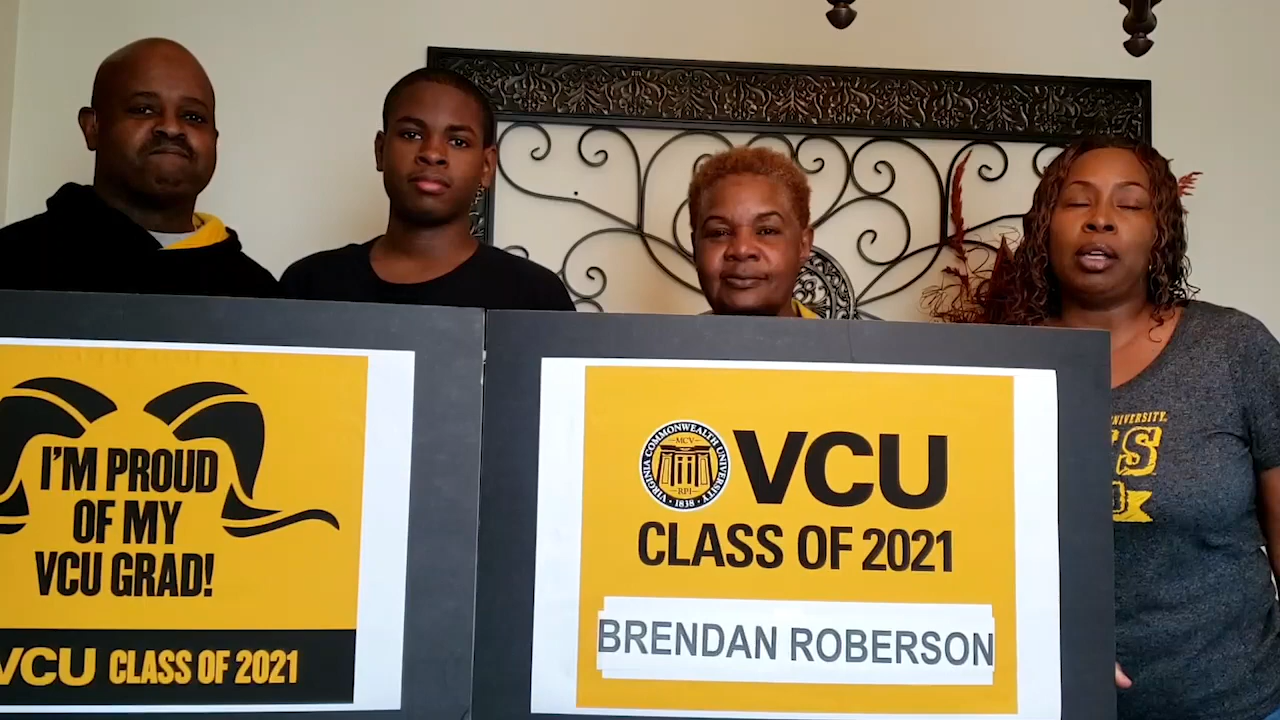 I'M PROUD
OF MY
VCU GRAD!
VCU CLASS OF 2021
VIRGINIA COMMONWEALTH UNIVERSITY
MCV
RPI
1838
VCU
CLASS OF 2021
BRENDAN ROBERSON